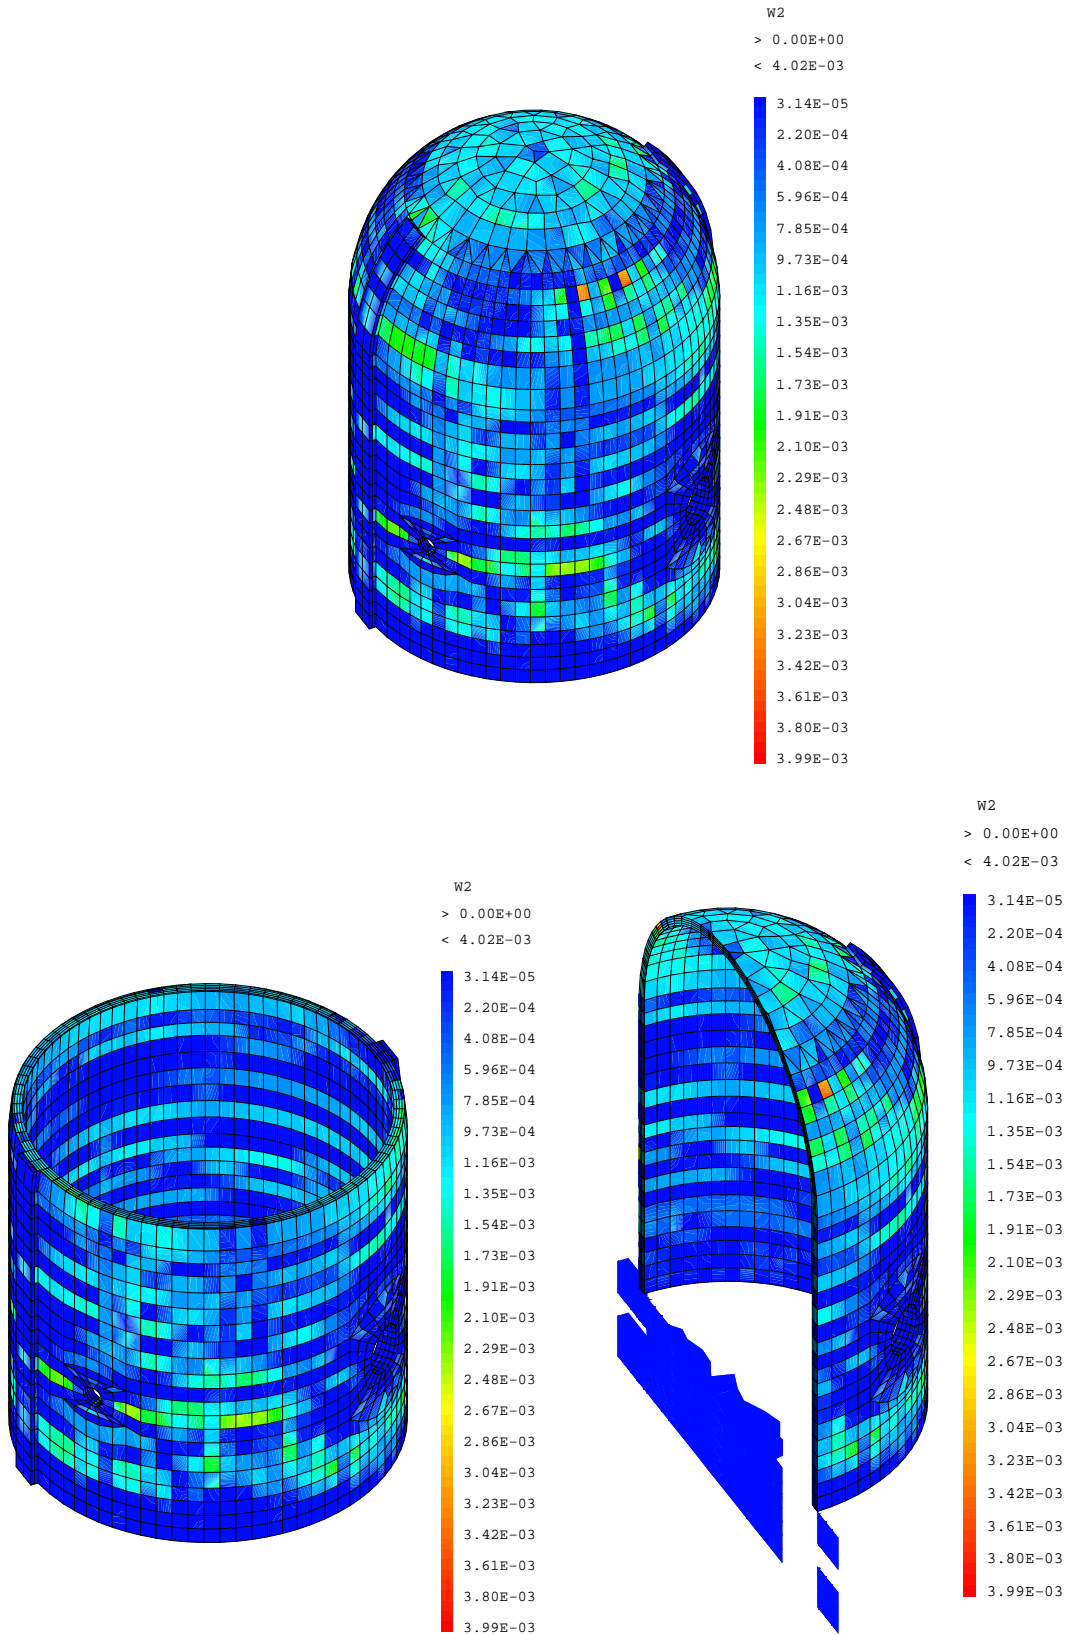 W2
> 0.00E+00
< 4.02E-03
3.14E-05
2.20E-04
4.08E-04
5.96E-04
7.85E-04
9.73E-04
1.16E-03
1.35E-03
1.54E-03
1.73E-03
1.91E-03
2.10E-03
2.29E-03
2.48E-03
2.67E-03
2.86E-03
3.04E-03
3.23E-03
3.42E-03
3.61E-03
3.80E-03
3.99E-03
W2
> 0.00E+00
< 4.02E-03
3.14E-05
2.20E-04
4.08E-04
5.96E-04
7.85E-04
9.73E-04
1.16E-03
1.35E-03
1.54E-03
1.73E-03
1.91E-03
2.10E-03
2.29E-03
2.48E-03
2.67E-03
2.86E-03
3.04E-03
3.23E-03
3.42E-03
3.61E-03
3.80E-03
3.99E-03
W2
> 0.00E+00
< 4.02E-03
3.14E-05
2.20E-04
4.08E-04
5.96E-04
7.85E-04
9.73E-04
1.16E-03
1.35E-03
1.54E-03
1.73E-03
1.91E-03
2.10E-03
2.29E-03
2.48E-03
2.67E-03
2.86E-03
3.04E-03
3.23E-03
3.42E-03
3.61E-03
3.80E-03
3.99E-03